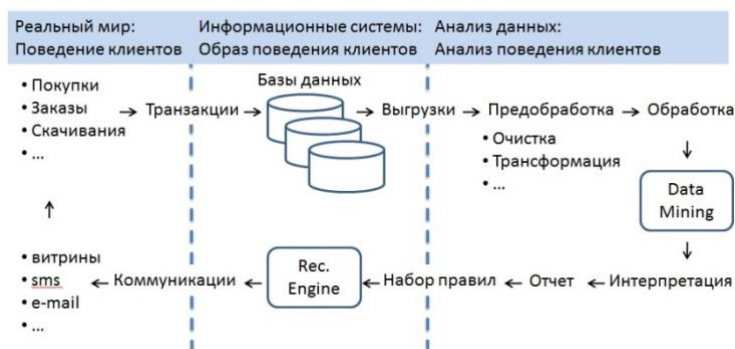 Реальный мир:
Поведение клиентов
Информационные системы:
Образ поведения клиентов
Анализ данных:
Анализ поведения клиентов
• Покупки
• Заказы
• Скачивания
• ...
→ Транзакции →
Базы данных
→ Выгрузки → Предобработка → Обработка
• Очистка
• Трансформация
• ...
↓
Data
Mining
↓
Интерпретация
← Отчет ←
Набор правил ←
←
Rec.
Engine
←
← Коммуникации
• витрины
• sms
• e-mail
• ...
↑